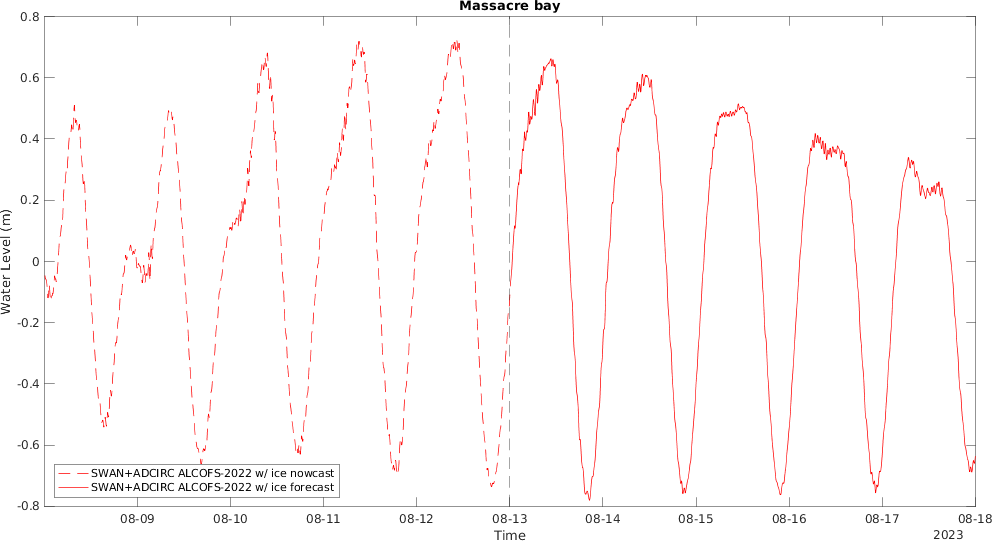 Massacre bay
0.8
0.6
0.4
0.2
0
-0.2
-0.4
-0.6
-0.8
Water Level (m)
SWAN+ADCIRC ALCOFS-2022 w/ ice nowcast
SWAN+ADCIRC ALCOFS-2022 w/ ice forecast
08-09 08-10 08-11 08-12 08-13 08-14 08-15 08-16 08-17 08-18
Time
2023